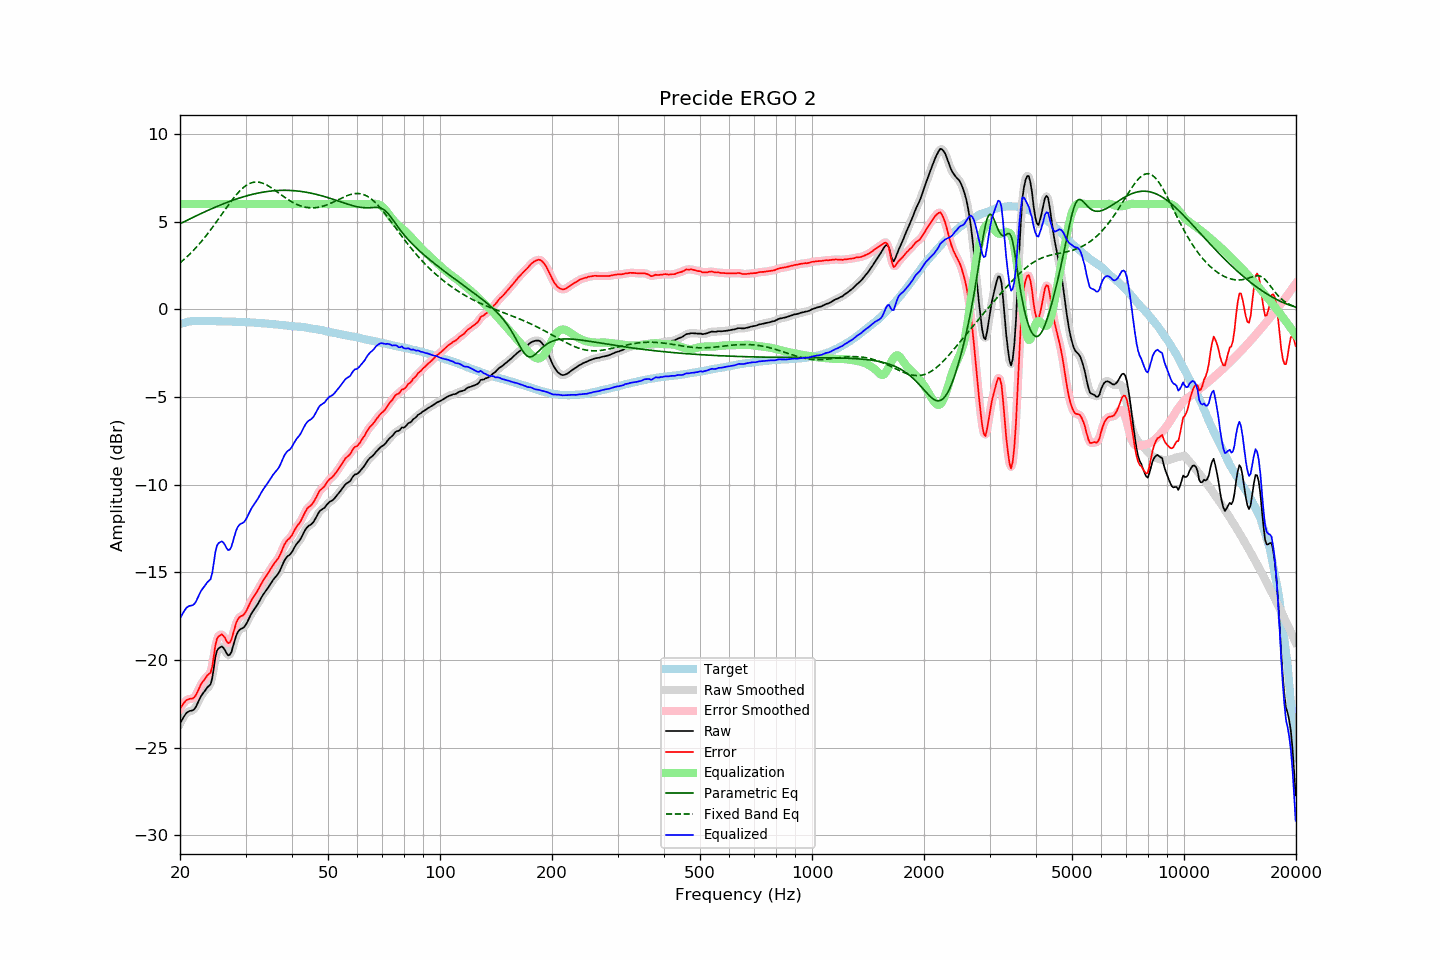 Precide ERGO 2
Amplitude (dBr)
10
5
0
−5
−10
−15
−20
−25
−30
Target
Raw Smoothed
Error Smoothed
Raw
Error
Equalization
Parametric Eq
Fixed Band Eq
Equalized
20
50
100
200
500
1000
2000
5000
10000
20000
Frequency (Hz)